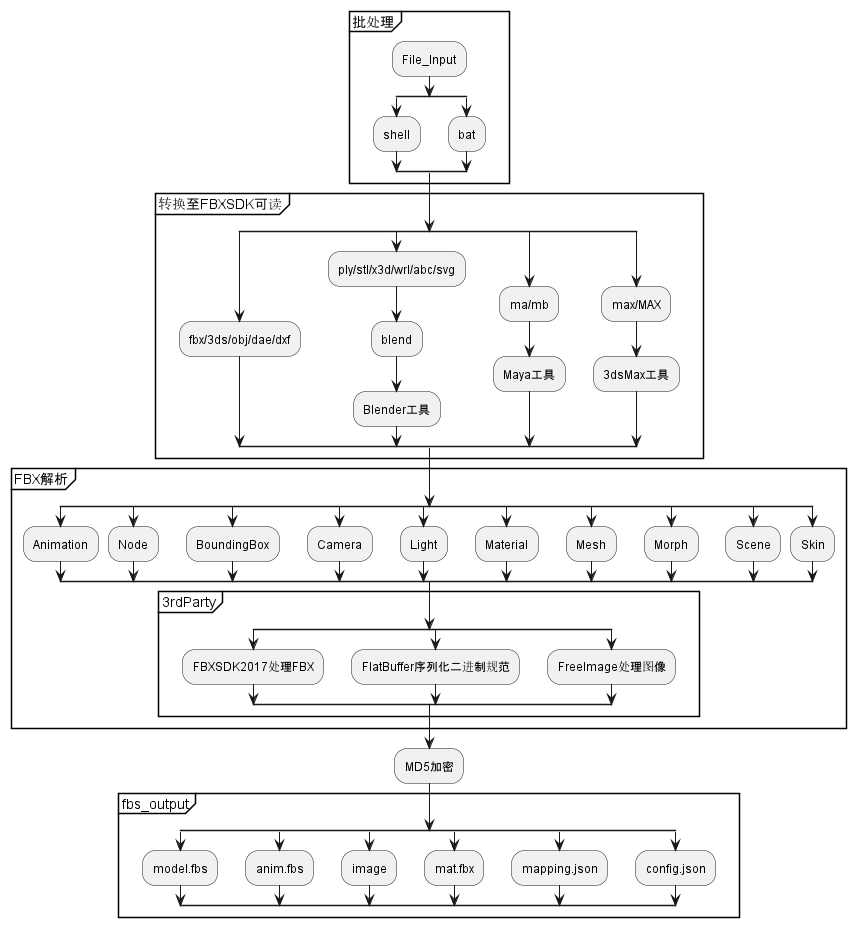 批处理
File_Input
shell
bat
转换至FBXSDK可读
ply/stl/x3d/wrl/abc/svg
ma/mb
max/MAX
fbx/3ds/obj/dae/dxf
blend
Maya工具
3dsMax工具
Blender工具
FBX解析
Animation
Node
BoundingBox
Camera
Light
Material
Mesh
Morph
Scene
Skin
3rdParty
FBXSDK2017处理FBX
FlatBuffer序列化二进制规范
FreeImage处理图像
MD5加密
fbs_output
model.fbs
anim.fbs
image
mat.fbx
mapping.json
config.json